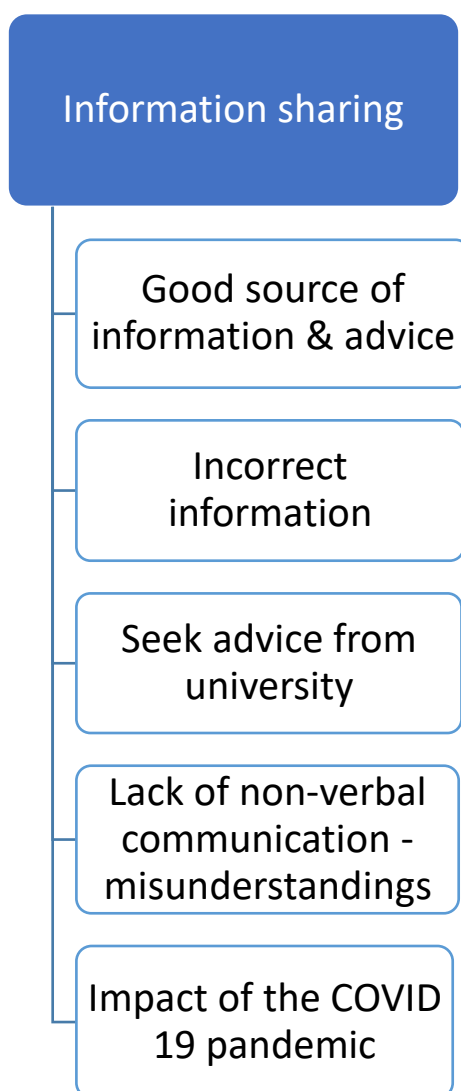 Information sharing
Good source of
information & advice
Incorrect
information
Seek advice from
university
Lack of non-verbal
communication -
misunderstandings
Impact of the COVID
19 pandemic